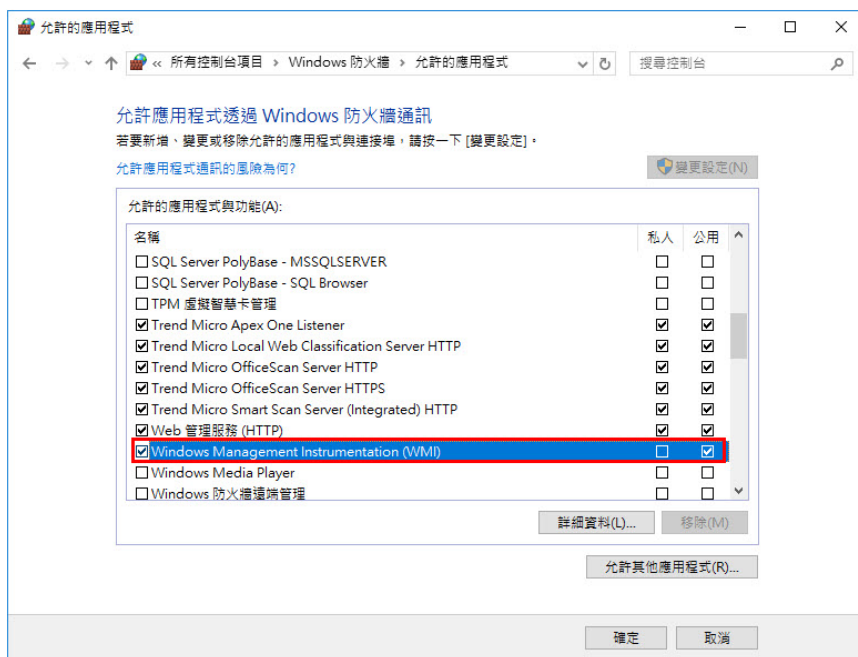 允許的應用程式
« 所有控制台項目 › Windows 防火牆 › 允許的應用程式
搜尋控制台
允許應用程式透過 Windows 防火牆通訊
若要新增、變更或移除允許的應用程式與連接埠，請按一下 [變更設定]。
允許應用程式通訊的風險為何?
變更設定(N)
允許的應用程式與功能(A):
名稱 私人 公用
SQL Server PolyBase - MSSQLSERVER
SQL Server PolyBase - SQL Browser
TPM 虛擬智慧卡管理
Trend Micro Apex One Listener
Trend Micro Local Web Classification Server HTTP
Trend Micro OfficeScan Server HTTP
Trend Micro OfficeScan Server HTTPS
Trend Micro Smart Scan Server (Integrated) HTTP
Web 管理服務 (HTTP)
Windows Management Instrumentation (WMI)
Windows Media Player
Windows 防火牆遠端管理
詳細資料(L)... 移除(M)
允許其他應用程式(R)...
確定 取消